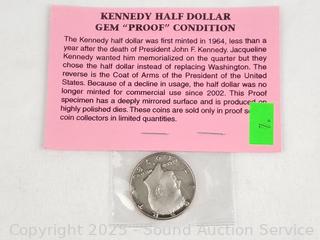 KENNEDY HALF DOLLAR
GEM "PROOF" CONDITION
The Kennedy half dollar was first minted in 1964, less than a
year after the death of President John F. Kennedy. Jacqueline
Kennedy wanted him memorialized on the quarter but they
chose the half dollar instead of replacing Washington. The
reverse is the Coat of Arms of the President of the United
States. Because of a decline in usage, the half dollar was no
longer minted for commercial use since 2002. This Proof
specimen has a deeply mirrored surface and is produced on
highly polished dies. These coins are sold only in proof
coin collectors in limited quantities.
Copyright 2025 - Sound Auction Service